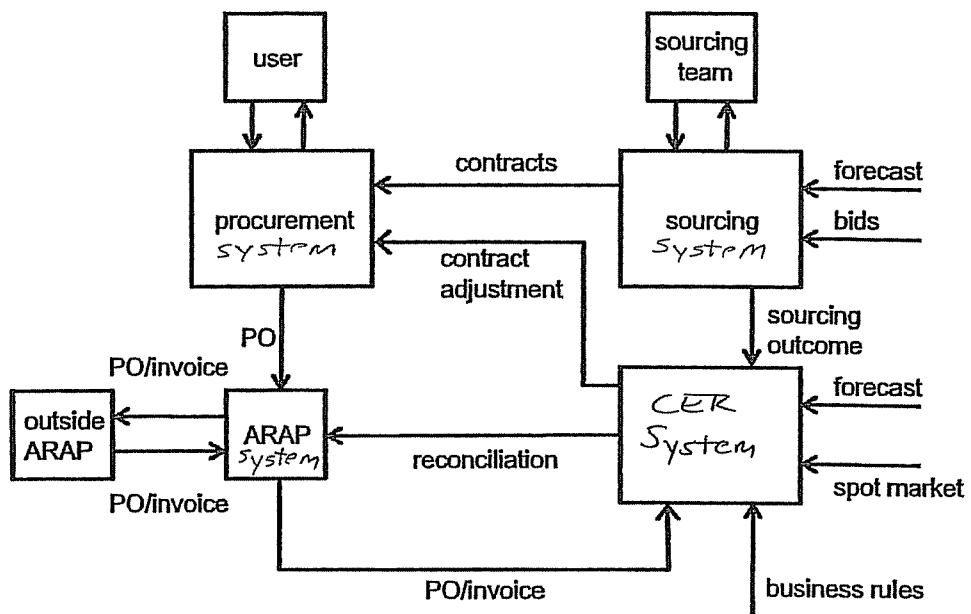 user
sourcing
team
contracts
forecast
procurement
system
sourcing
system
bids
contract
adjustment
PO
sourcing
outcome
PO/invoice
forecast
outside
ARAP
ARAP
system
CER
System
reconciliation
spot market
PO/invoice
PO/invoice
business rules